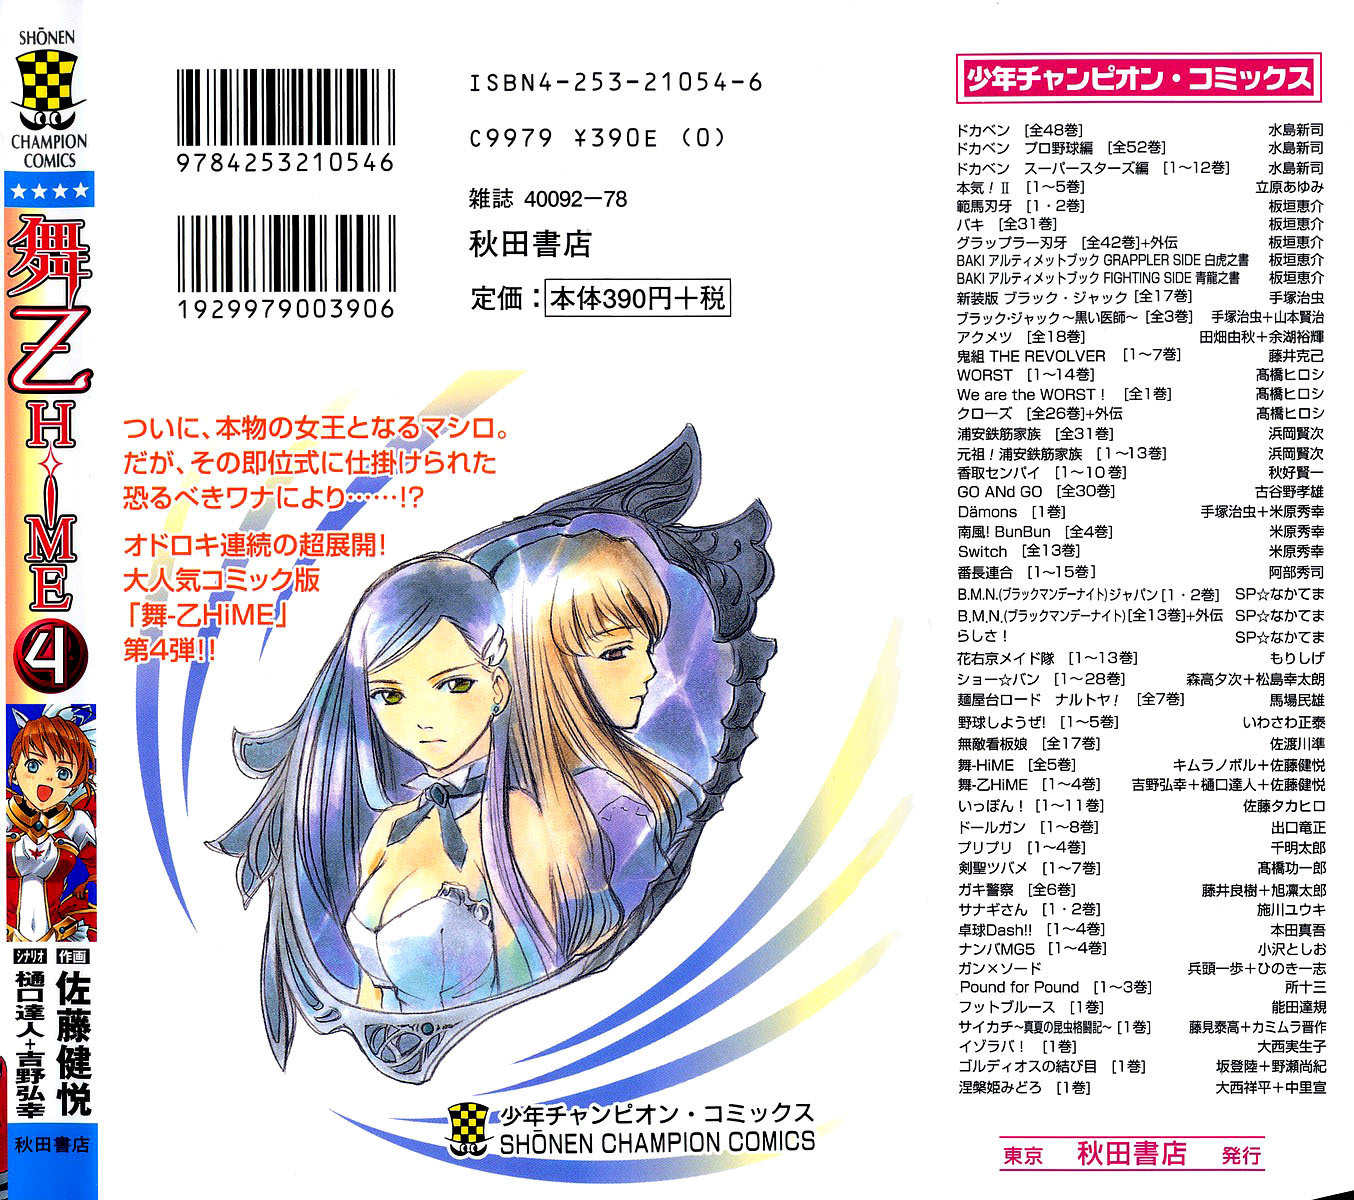 SHŌNEN
CHAMPION
COMICS
舞-乙HiME
4
シナリオ
樋口達人+吉野弘幸
作画
佐藤健悦
秋田書店
9784253210546
1929979003906
ISBN4-253-21054-6
C9979 ¥390E (0)
雑誌 40092-78
秋田書店
定価：本体390円+税
ついに、本物の女王となるマシロ。
だが、その即位式に仕掛けられた
恐るべきワナにより……!?
オドロキ連続の超展開!
大人気コミック版
「舞-乙HiME」
第4弾!!
少年チャンピオン・コミックス
SHŌNEN CHAMPION COMICS
少年チャンピオン・コミックス
ドカベン [全48巻] 水島新司
ドカベン プロ野球編 [全52巻] 水島新司
ドカベン スーパースターズ編 [1～12巻] 水島新司
本気！Ⅱ [1～5巻] 立原あゆみ
範馬刃牙 [1・2巻] 板垣恵介
バキ [全31巻] 板垣恵介
グラップラー刃牙 [全42巻]+外伝 板垣恵介
BAKI アルティメットブック GRAPPLER SIDE 白虎之書 板垣恵介
BAKI アルティメットブック FIGHTING SIDE 青龍之書 板垣恵介
新装版 ブラック・ジャック [全17巻] 手塚治虫
ブラック・ジャック～黒い医師～ [全3巻] 手塚治虫+山本賢治
アクメツ [全18巻] 田畑由秋+余湖裕輝
鬼組 THE REVOLVER [1～7巻] 藤井克己
WORST [1～14巻] 髙橋ヒロシ
We are the WORST！ [全1巻] 髙橋ヒロシ
クローズ [全26巻]+外伝 髙橋ヒロシ
浦安鉄筋家族 [全31巻] 浜岡賢次
元祖！浦安鉄筋家族 [1～13巻] 浜岡賢次
香取センパイ [1～10巻] 秋好賢一
GO ANd GO [全30巻] 古谷野孝雄
Dämons [1巻] 手塚治虫+米原秀幸
南風! BunBun [全4巻] 米原秀幸
Switch [全13巻] 米原秀幸
番長連合 [1～15巻] 阿部秀司
B.M.N.(ブラックマンデーナイト)ジャパン [1・2巻] SP☆なかてま
B.M.N.(ブラックマンデーナイト)[全13巻]+外伝 SP☆なかてま
らしさ！ SP☆なかてま
花右京メイド隊 [1～13巻] もりしげ
ショー☆バン [1～28巻] 森高夕次+松島幸太朗
麺屋台ロード ナルトヤ！ [全7巻] 馬場民雄
野球しようぜ! [1～5巻] いわさわ正泰
無敵看板娘 [全17巻] 佐渡川準
舞-HiME [全5巻] キムラノボル+佐藤健悦
舞-乙HiME [1～4巻] 吉野弘幸+樋口達人+佐藤健悦
いっぽん！ [1～11巻] 佐藤タカヒロ
ドールガン [1～8巻] 出口竜正
プリプリ [1～4巻] 千明太郎
剣聖ツバメ [1～7巻] 髙橋功一郎
ガキ警察 [全6巻] 藤井良樹+旭凛太郎
サナギさん [1・2巻] 施川ユウキ
卓球Dash!! [1～4巻] 本田真吾
ナンバMG5 [1～4巻] 小沢としお
ガン×ソード 兵頭一歩+ひのき一志
Pound for Pound [1～3巻] 所十三
フットブルース [1巻] 能田達規
サイカチ～真夏の昆虫格闘記～ [1巻] 藤見泰高+カミムラ晋作
イゾラバ！ [1巻] 大西実生子
ゴルディオスの結び目 [1巻] 坂登陸+野瀬尚紀
涅槃姫みどろ [1巻] 大西祥平+中里宣
東京 秋田書店 発行